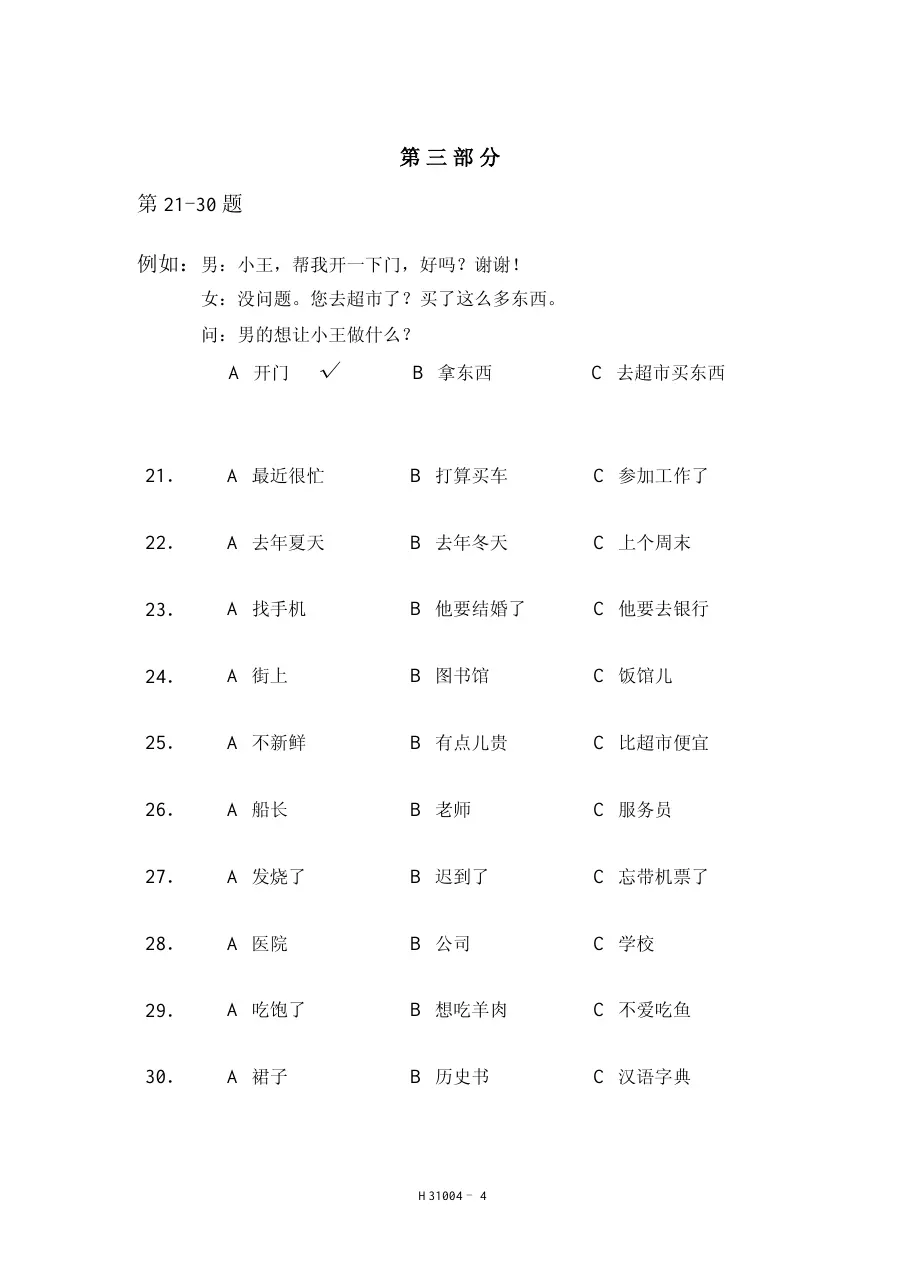 第三部分
第 21-30 题
例如：男：小王，帮我开一下门，好吗？谢谢！
女：没问题。您去超市了？买了这么多东西。
问：男的想让小王做什么？
A 开门 √ B 拿东西 C 去超市买东西
21. A 最近很忙 B 打算买车 C 参加工作了
22. A 去年夏天 B 去年冬天 C 上个周末
23. A 找手机 B 他要结婚了 C 他要去银行
24. A 街上 B 图书馆 C 饭馆儿
25. A 不新鲜 B 有点儿贵 C 比超市便宜
26. A 船长 B 老师 C 服务员
27. A 发烧了 B 迟到了 C 忘带机票了
28. A 医院 B 公司 C 学校
29. A 吃饱了 B 想吃羊肉 C 不爱吃鱼
30. A 裙子 B 历史书 C 汉语字典
H31004 - 4